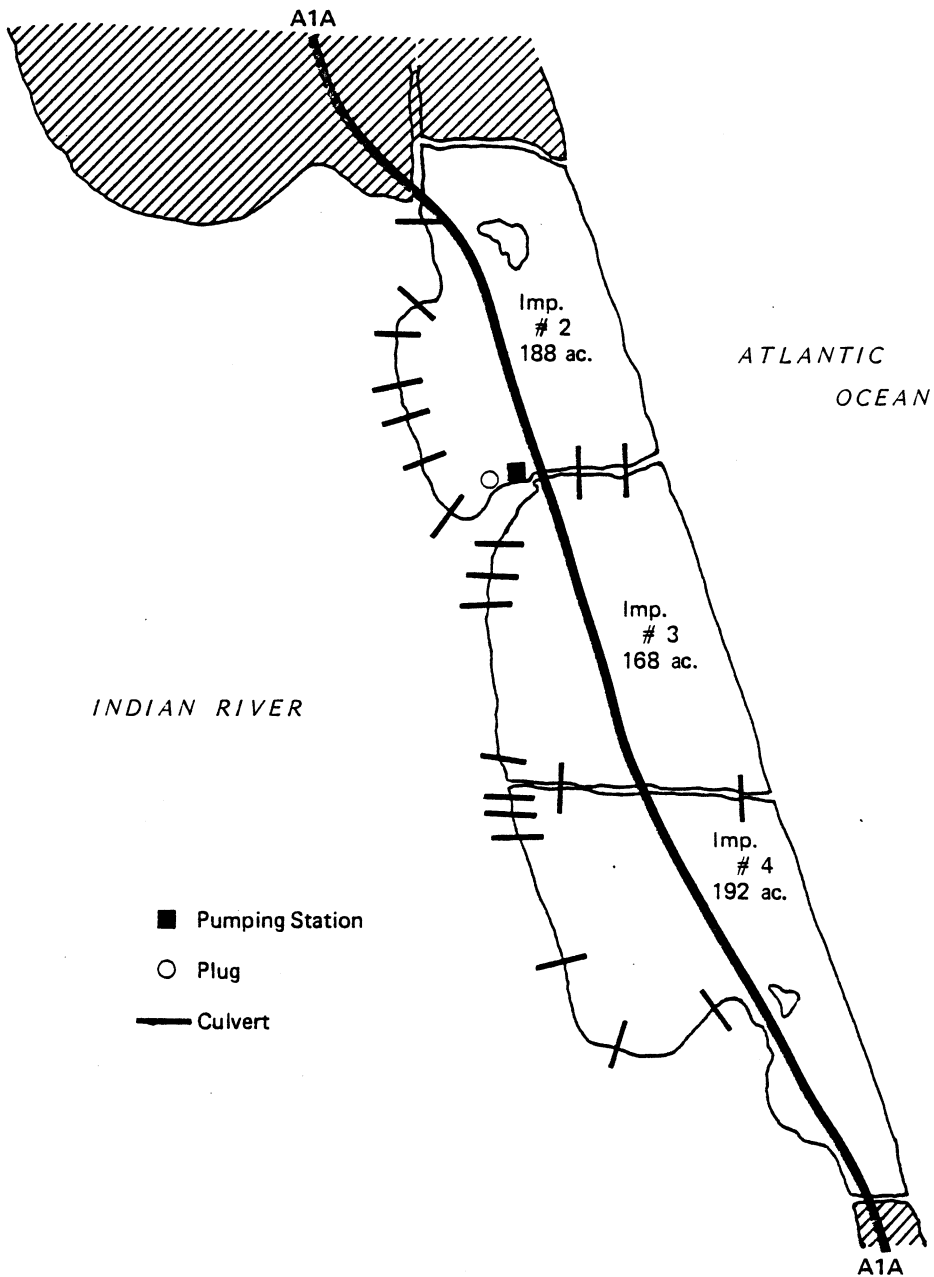 A1A
Imp.
# 2
188 ac.
ATLANTIC
OCEAN
Imp.
# 3
168 ac.
INDIAN RIVER
Imp.
# 4
192 ac.
Pumping Station
Plug
Culvert
A1A